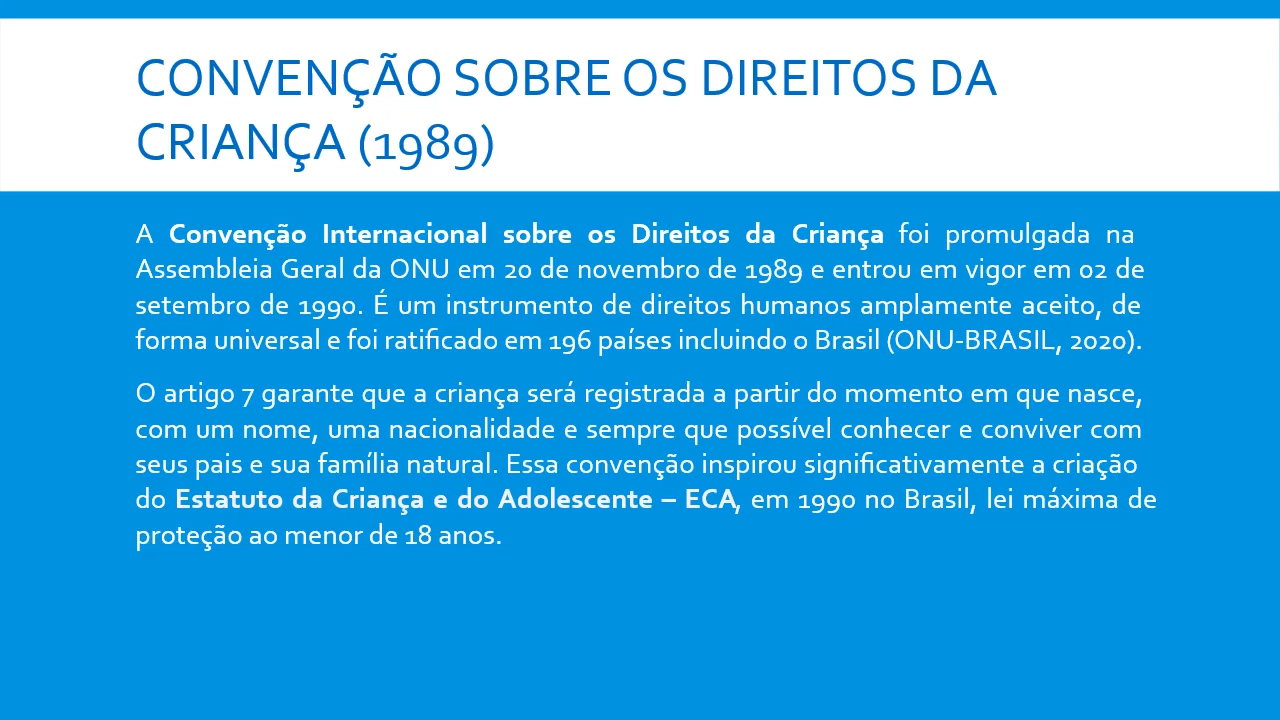 CONVENÇÃO SOBRE OS DIREITOS DA
CRIANÇA (1989)
A Convenção Internacional sobre os Direitos da Criança foi promulgada na
Assembleia Geral da ONU em 20 de novembro de 1989 e entrou em vigor em 02 de
setembro de 1990. É um instrumento de direitos humanos amplamente aceito, de
forma universal e foi ratificado em 196 países incluindo o Brasil (ONU-BRASIL, 2020).
O artigo 7 garante que a criança será registrada a partir do momento em que nasce,
com um nome, uma nacionalidade e sempre que possível conhecer e conviver com
seus pais e sua família natural. Essa convenção inspirou significativamente a criação
do Estatuto da Criança e do Adolescente – ECA, em 1990 no Brasil, lei máxima de
proteção ao menor de 18 anos.